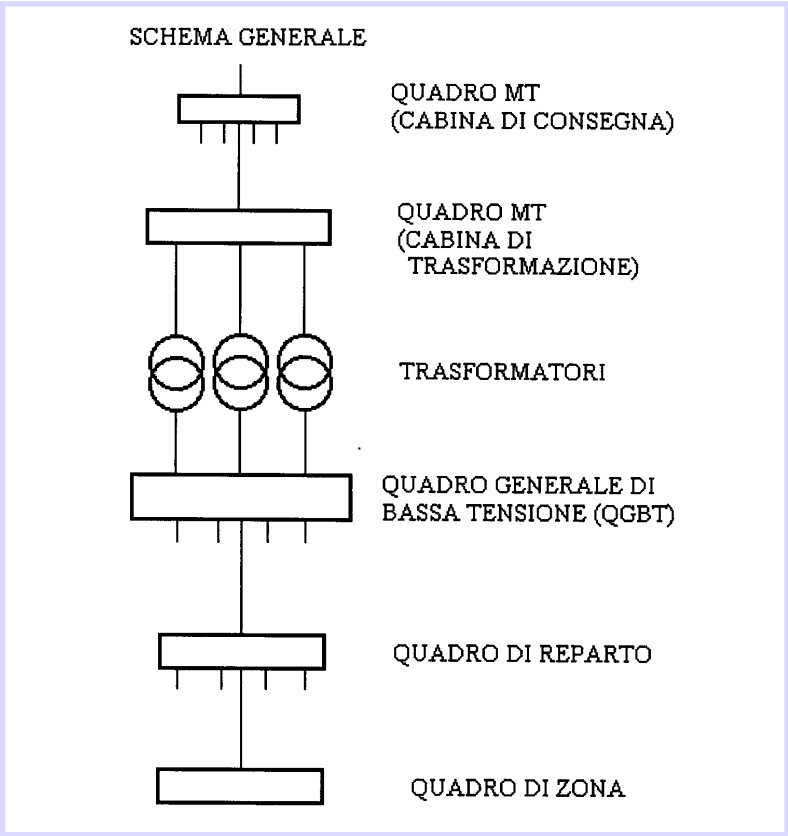 SCHEMA GENERALE
QUADRO MT
(CABINA DI CONSEGNA)
QUADRO MT
(CABINA DI
TRASFORMAZIONE)
TRASFORMATORI
QUADRO GENERALE DI
BASSA TENSIONE (QGBT)
QUADRO DI REPARTO
QUADRO DI ZONA